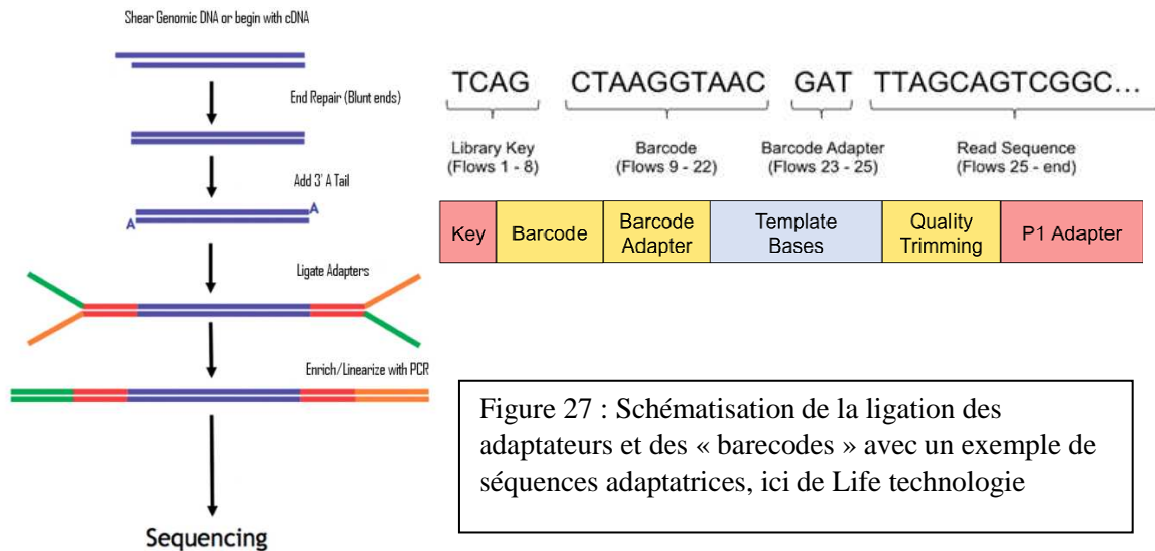 Shear Genomic DNA or begin with cDNA
End Repair (Blunt ends)
Add 3' A Tail
A
A
Ligate Adapters
Enrich/Linearize with PCR
Sequencing
TCAG CTAAGGTAAC GAT TTAGCAGTCGGC...
Library Key Barcode Barcode Adapter Read Sequence
(Flows 1 - 8) (Flows 9 - 22) (Flows 23 - 25) (Flows 25 - end)
Key Barcode Barcode Adapter Template Bases Quality Trimming P1 Adapter
Figure 27 : Schématisation de la ligation des
adaptateurs et des « barecodes » avec un exemple de
séquences adaptatrices, ici de Life technologie